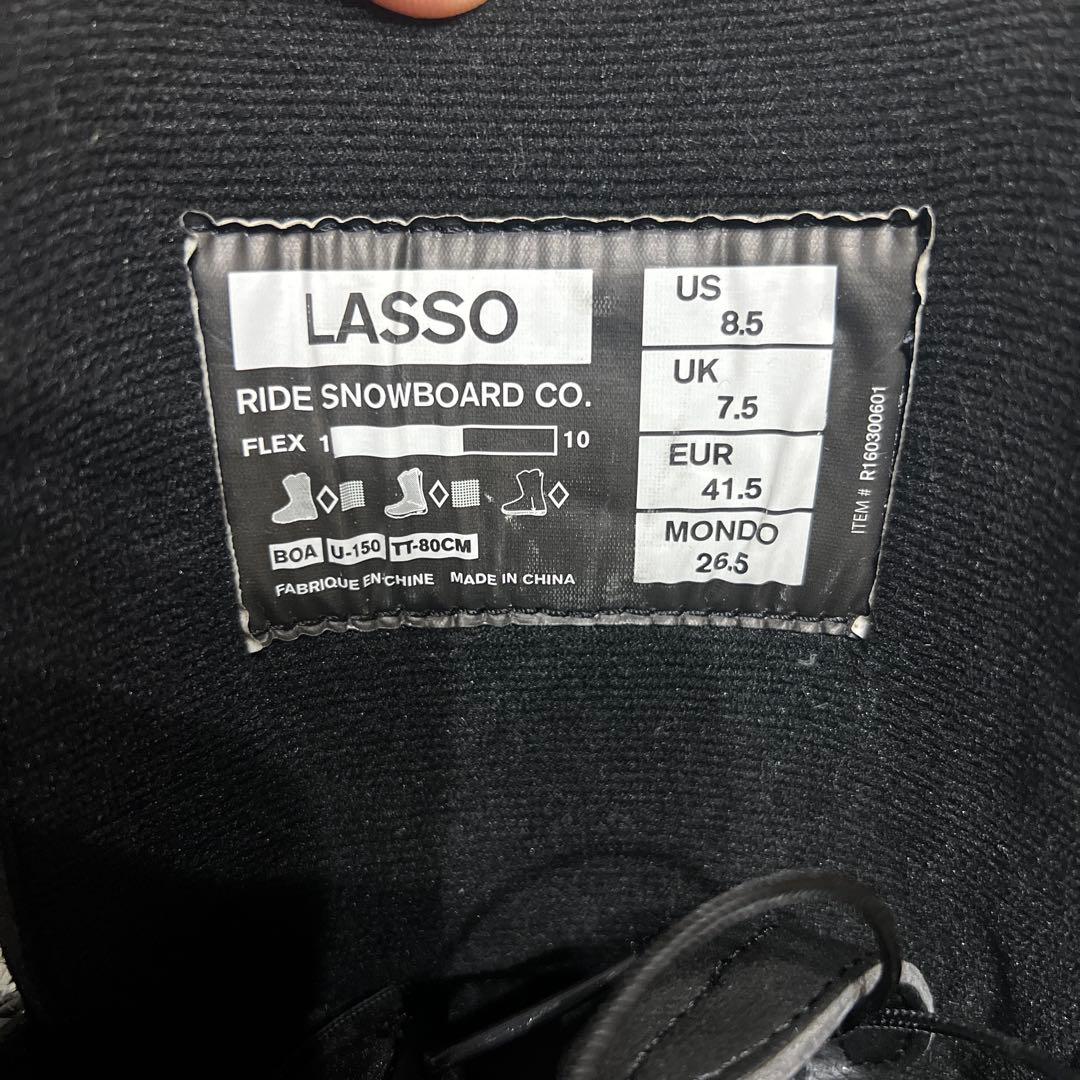 LASSO
RIDE SNOWBOARD CO.
FLEX 1 10
BOA U-150 TT-80CM
FABRIQUE EN CHINE MADE IN CHINA
US
8.5
UK
7.5
EUR
41.5
MONDO
26.5
ITEM # R160300601